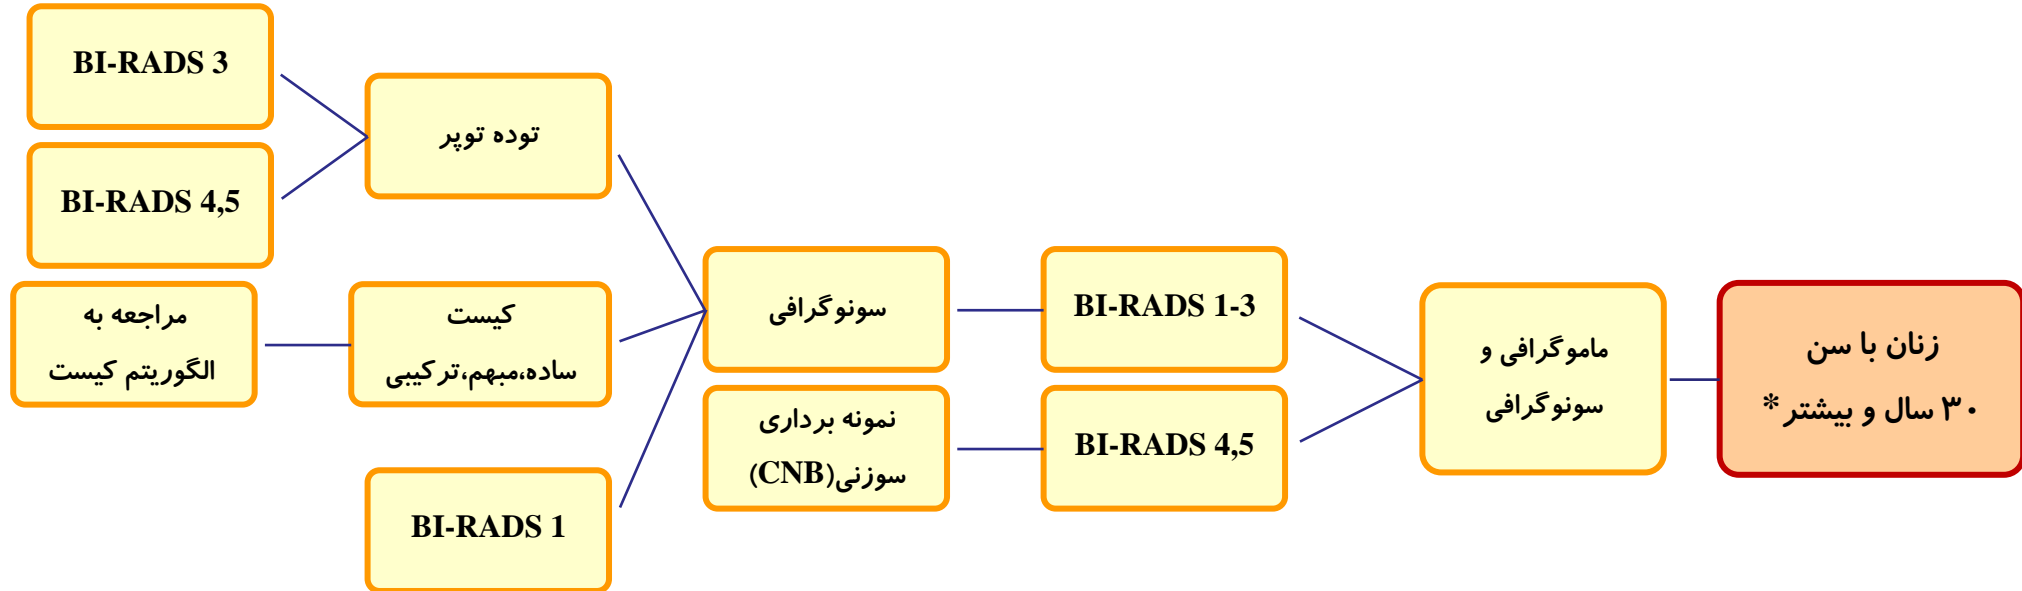 زنان با سن
۳۰ سال و بیشتر*
ماموگرافی و
سونوگرافی
BI-RADS 1-3
BI-RADS 4,5
سونوگرافی
نمونه برداری
سوزنی(CNB)
توده توپر
کیست
ساده،مبهم،ترکیبی
BI-RADS 1
BI-RADS 3
BI-RADS 4,5
مراجعه به
الگوریتم کیست